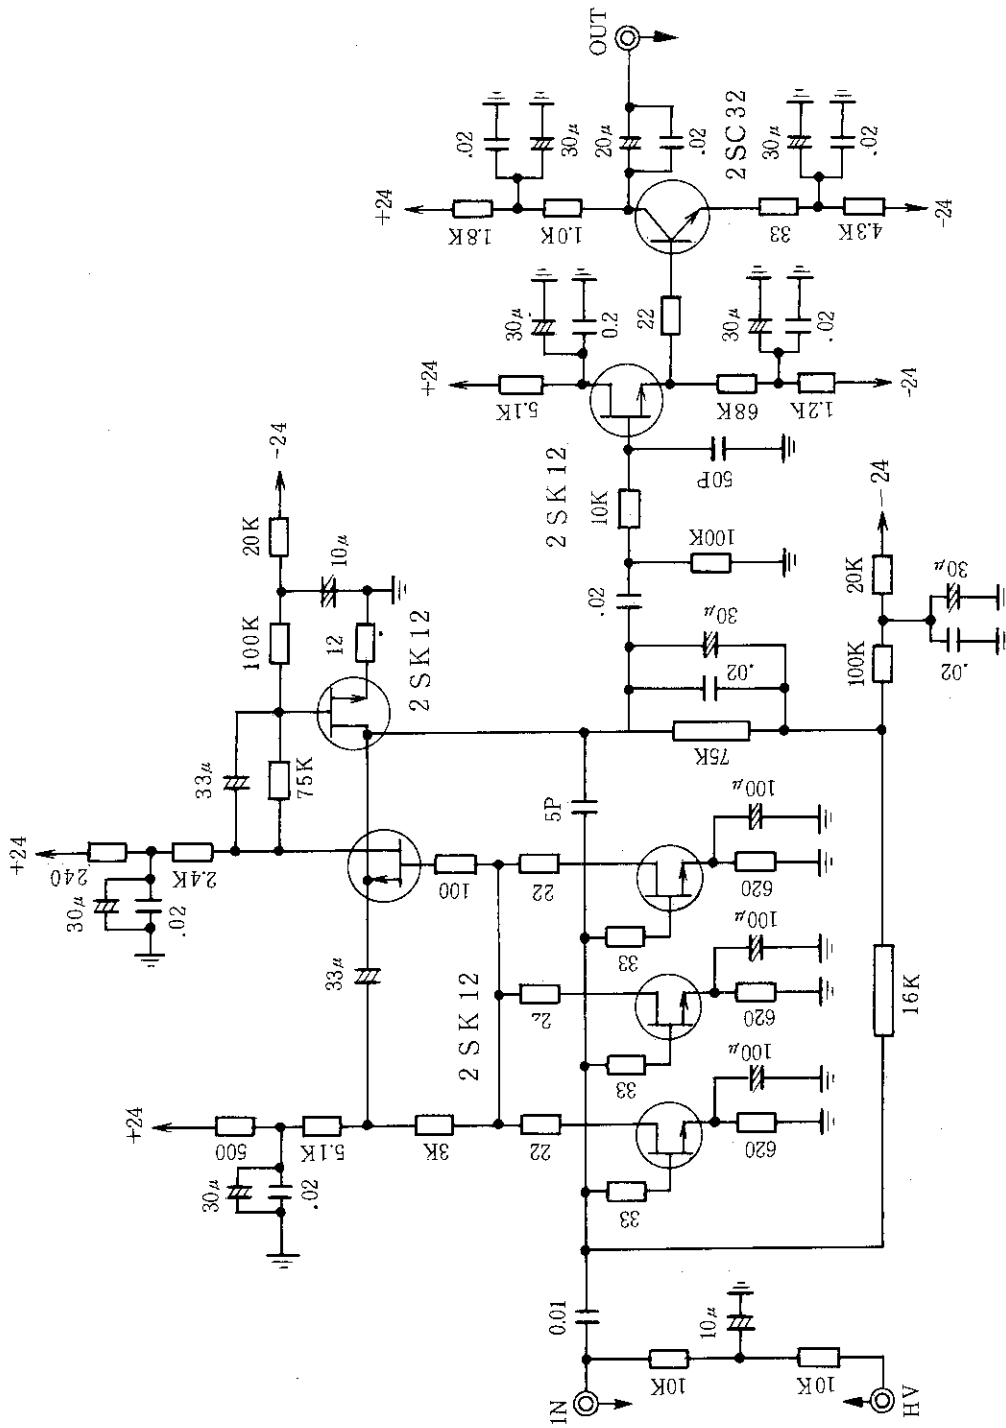 OUT
.02
30μ
20μ
.02
2SC32
30μ
.02
+24
1.8K
1.0K
33
4.3K
-24
30μ
0.2
22
30μ
.02
+24
5.1K
68K
1.2K
-24
2SK12
-24
20K
10μ
10K
50P
100K
-24
100K
12
2SK12
.02
30μ
20K
30μ
.02
100K
.02
33μ
75K
75K
+24
240
2.4K
30μ
.02
5P
100
22
33
100μ
620
33μ
2SK12
22
33
100μ
620
16K
+24
500
5.1K
3K
22
30μ
.02
33
100μ
620
0.01
10μ
IN
10K
10K
HV